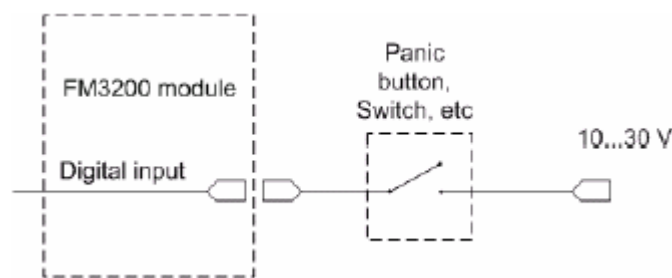 Panic
button,
Switch, etc
FM3200 module
10...30 V
Digital input